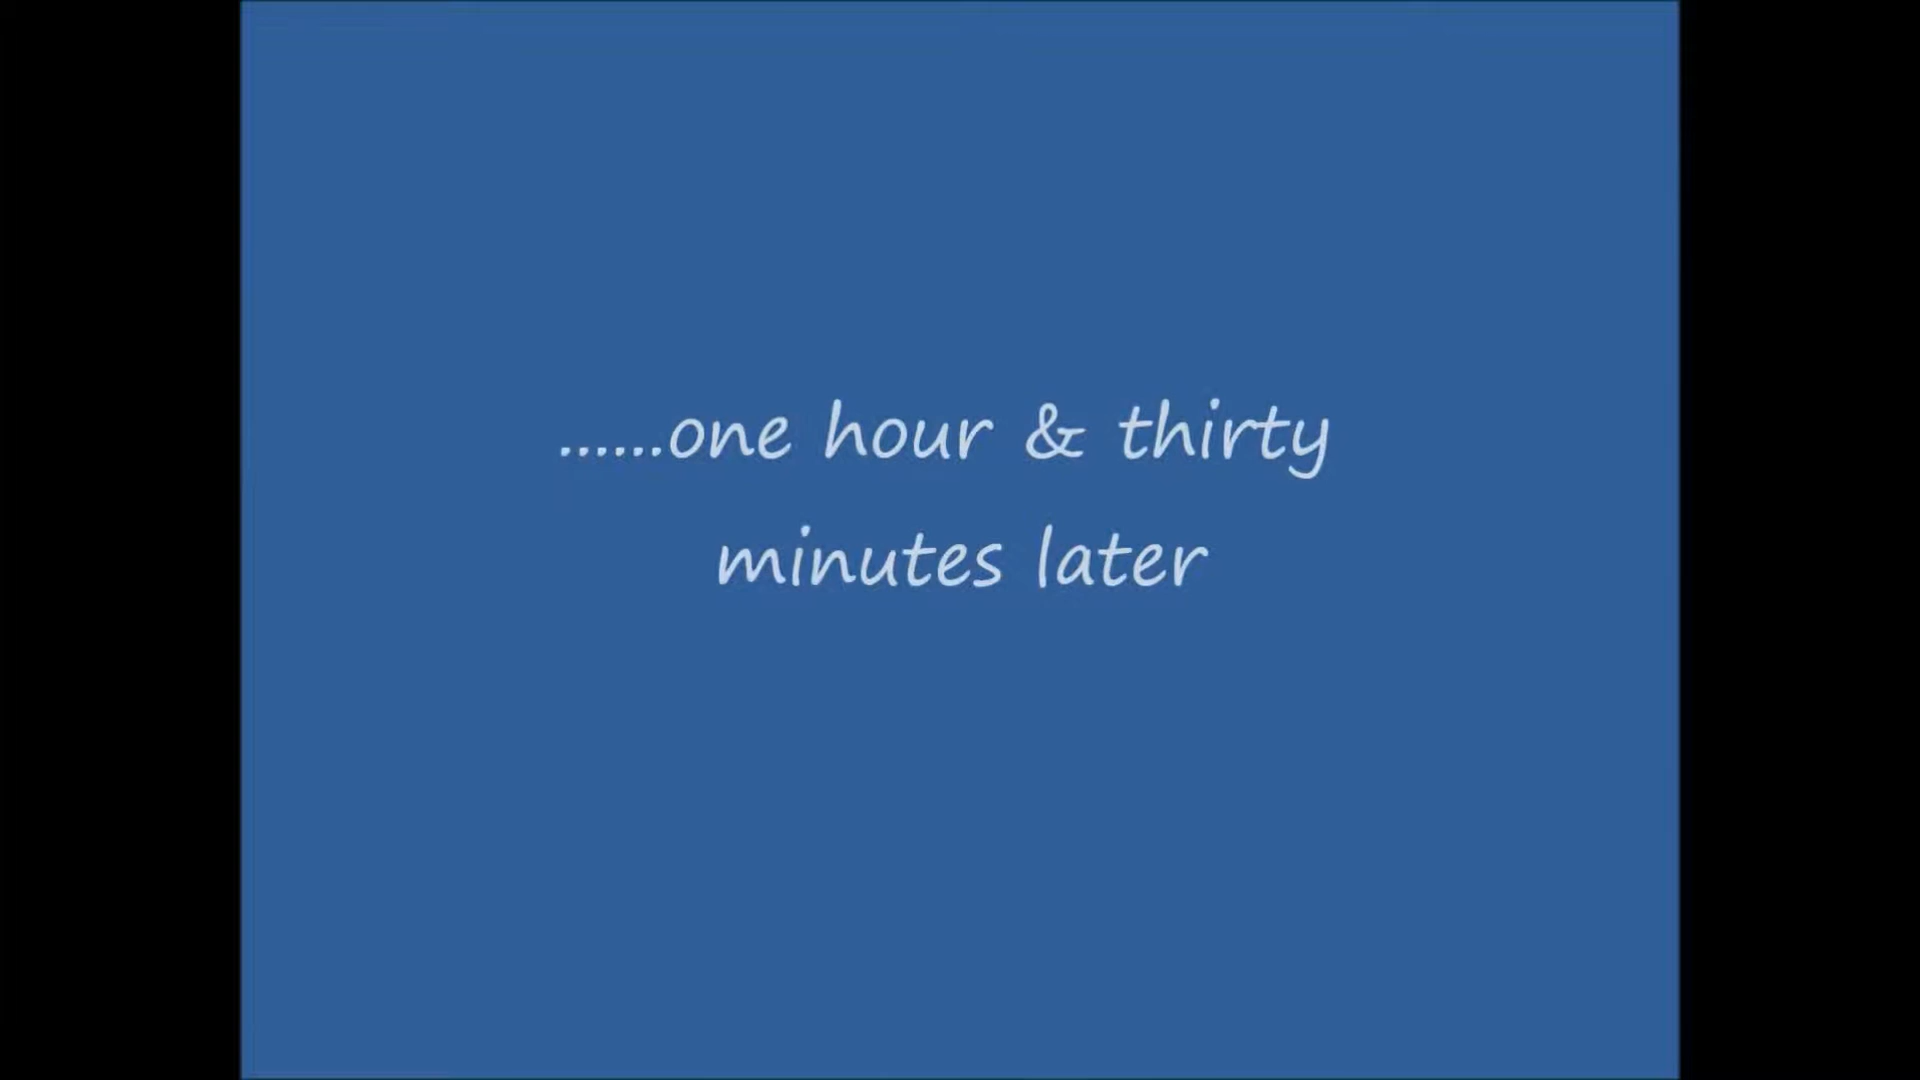 ......one hour & thirty
minutes later